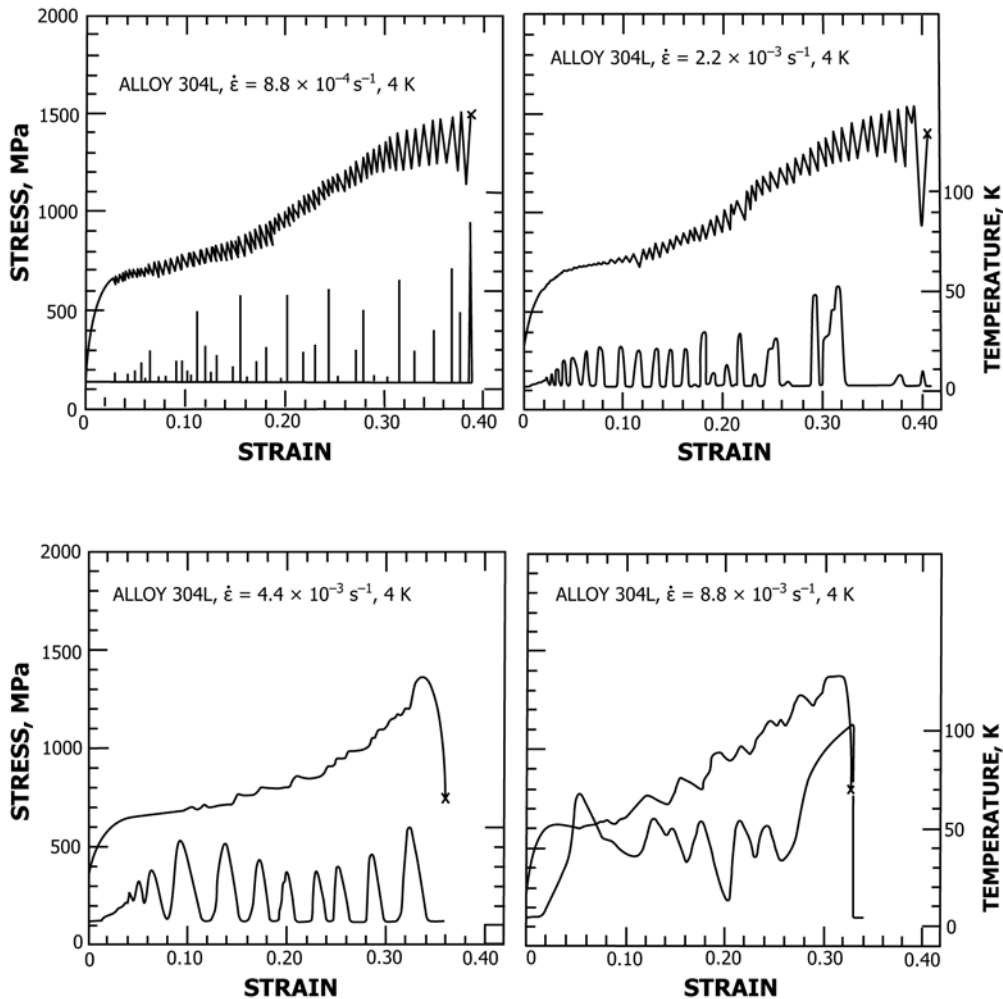 2000
1500
1000
500
0
STRESS, MPa
ALLOY 304L, ε̇ = 8.8 × 10⁻⁴ s⁻¹, 4 K
0 0.10 0.20 0.30 0.40
STRAIN
ALLOY 304L, ε̇ = 2.2 × 10⁻³ s⁻¹, 4 K
100
50
0
TEMPERATURE, K
0 0.10 0.20 0.30 0.40
STRAIN
2000
1500
1000
500
0
STRESS, MPa
ALLOY 304L, ε̇ = 4.4 × 10⁻³ s⁻¹, 4 K
0 0.10 0.20 0.30 0.40
STRAIN
ALLOY 304L, ε̇ = 8.8 × 10⁻³ s⁻¹, 4 K
100
50
0
TEMPERATURE, K
0 0.10 0.20 0.30 0.40
STRAIN